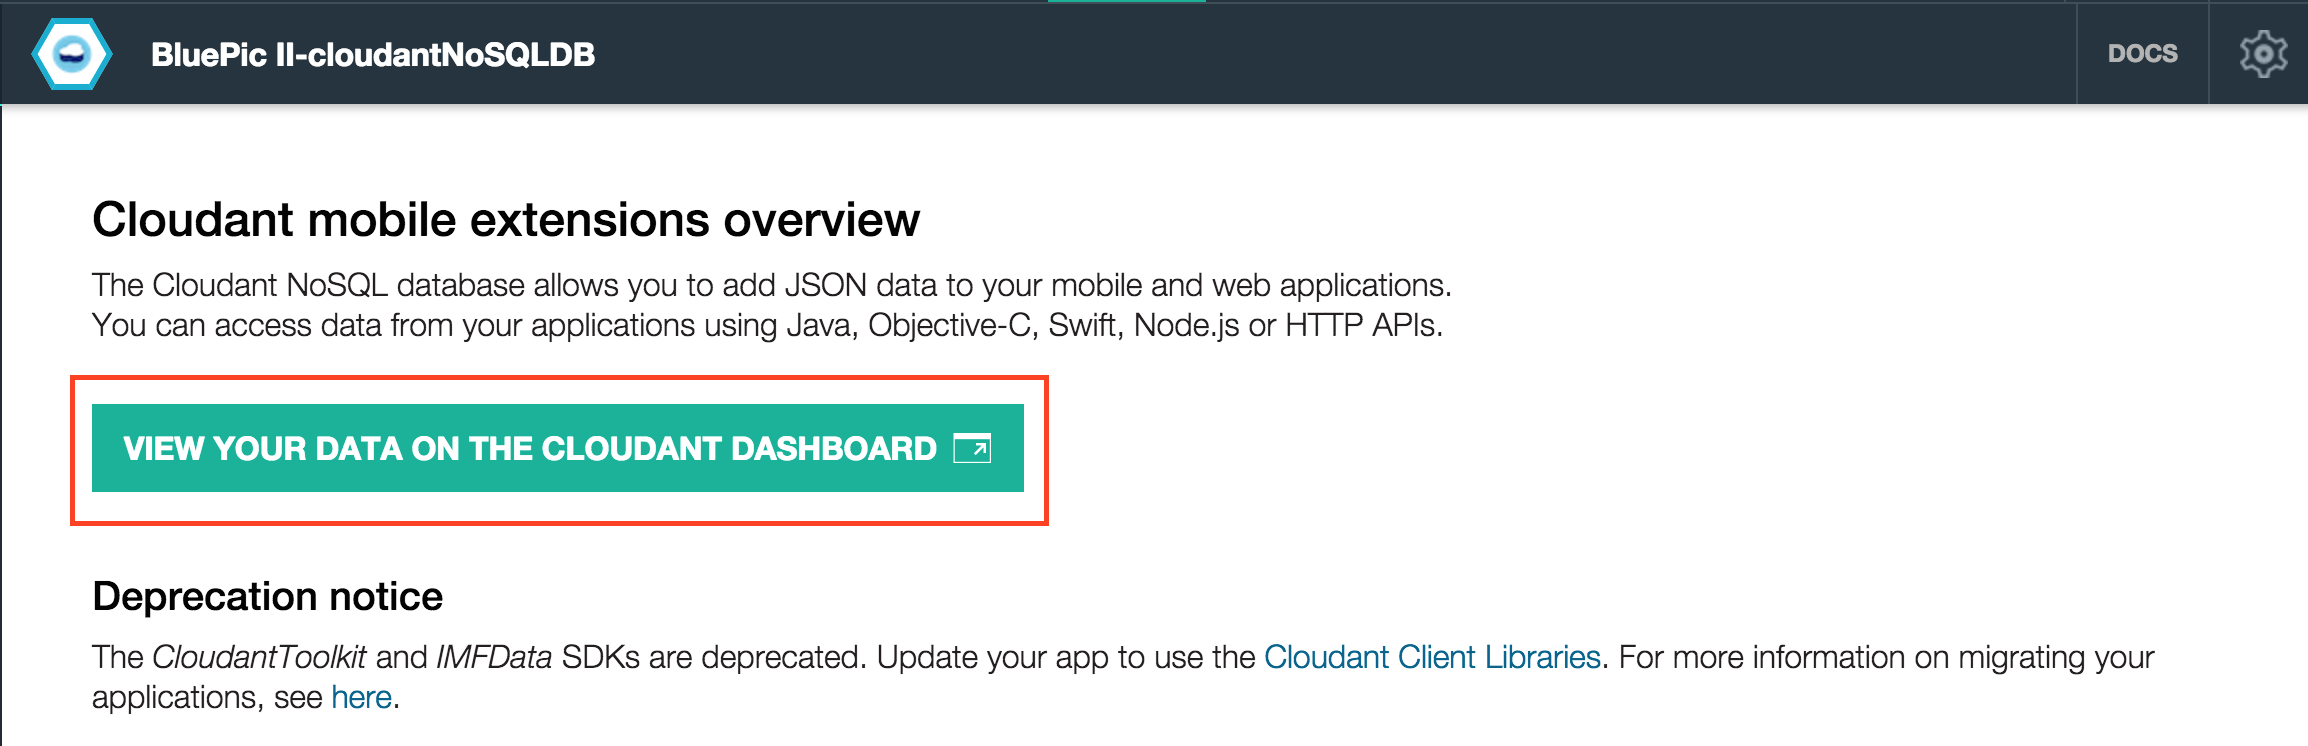 BluePic II-cloudantNoSQLDB
DOCS
Cloudant mobile extensions overview
The Cloudant NoSQL database allows you to add JSON data to your mobile and web applications.
You can access data from your applications using Java, Objective-C, Swift, Node.js or HTTP APIs.
VIEW YOUR DATA ON THE CLOUDANT DASHBOARD
Deprecation notice
The CloudantToolkit and IMFData SDKs are deprecated. Update your app to use the Cloudant Client Libraries. For more information on migrating your
applications, see here.